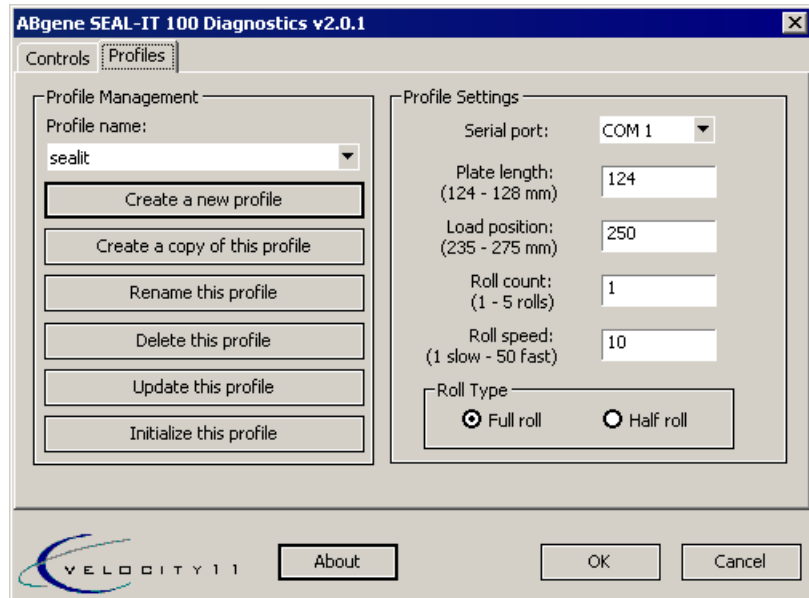 ABgene SEAL-IT 100 Diagnostics v2.0.1
Controls
Profiles
Profile Management
Profile name:
sealit
Create a new profile
Create a copy of this profile
Rename this profile
Delete this profile
Update this profile
Initialize this profile
Profile Settings
Serial port:
COM 1
Plate length:
(124 - 128 mm)
124
Load position:
(235 - 275 mm)
250
Roll count:
(1 - 5 rolls)
1
Roll speed:
(1 slow - 50 fast)
10
Roll Type
Full roll
Half roll
VELOCITY11
About
OK
Cancel